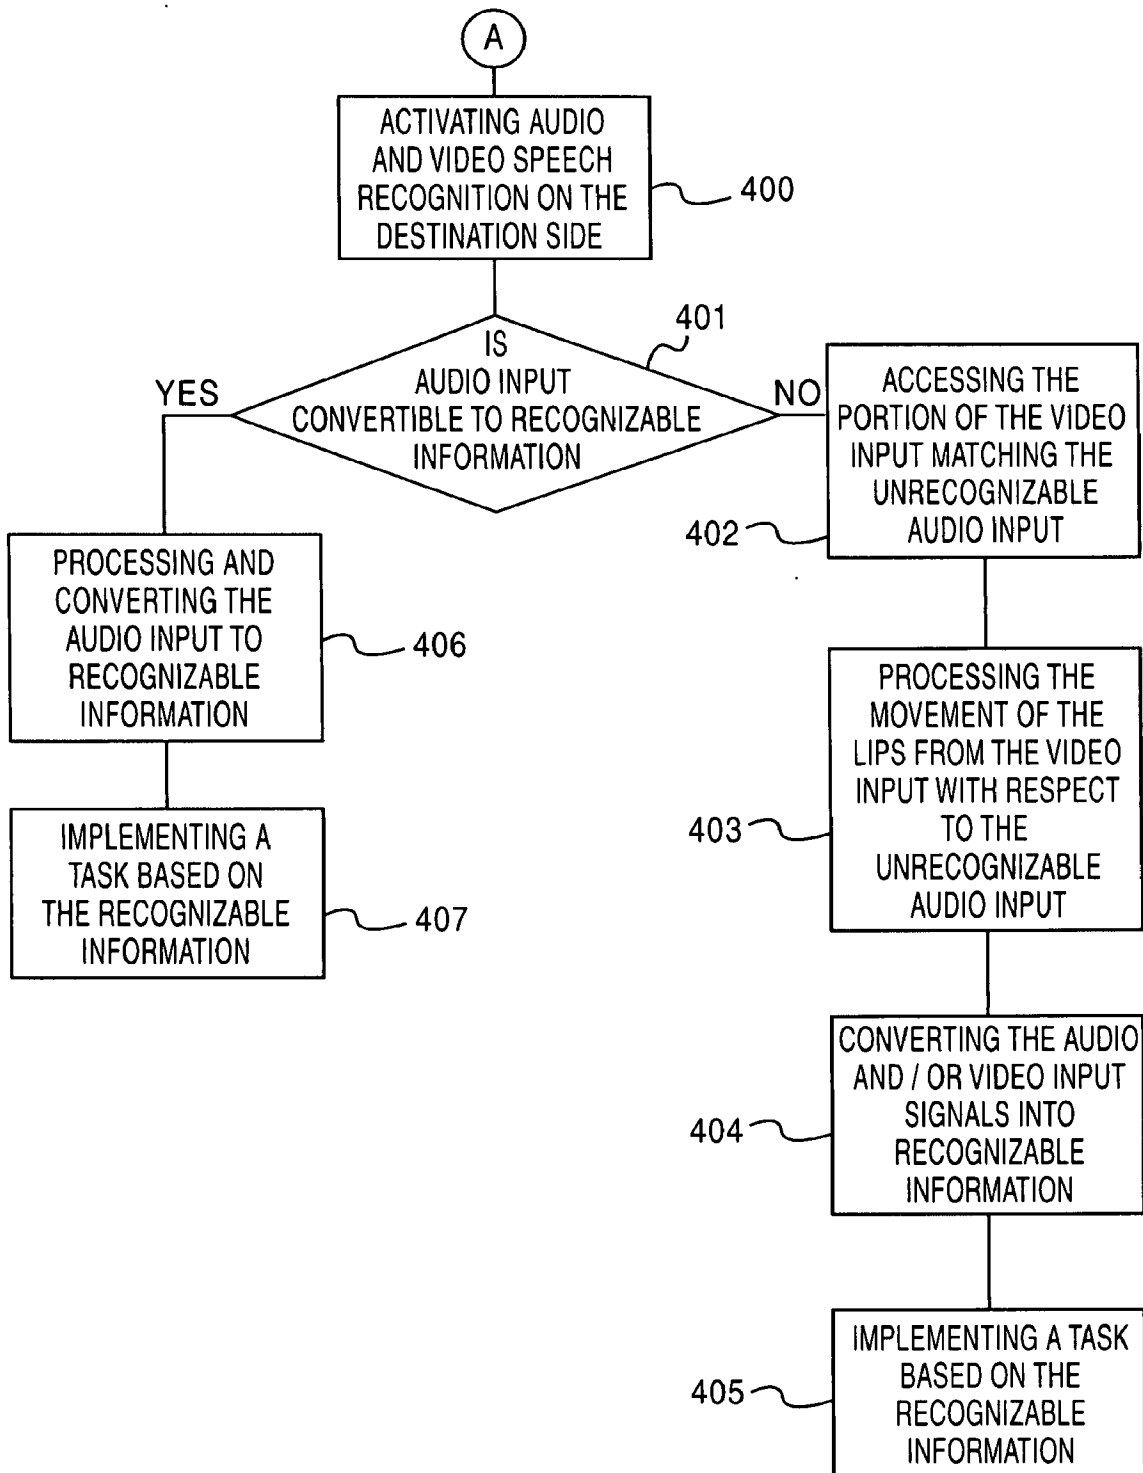 A
ACTIVATING AUDIO
AND VIDEO SPEECH
RECOGNITION ON THE
DESTINATION SIDE
400
401
IS
AUDIO INPUT
CONVERTIBLE TO RECOGNIZABLE
INFORMATION
YES
NO
ACCESSING THE
PORTION OF THE VIDEO
INPUT MATCHING THE
UNRECOGNIZABLE
AUDIO INPUT
402
PROCESSING AND
CONVERTING THE
AUDIO INPUT TO
RECOGNIZABLE
INFORMATION
406
PROCESSING THE
MOVEMENT OF THE
LIPS FROM THE VIDEO
INPUT WITH RESPECT
TO THE
UNRECOGNIZABLE
AUDIO INPUT
403
IMPLEMENTING A
TASK BASED ON
THE RECOGNIZABLE
INFORMATION
407
CONVERTING THE AUDIO
AND / OR VIDEO INPUT
SIGNALS INTO
RECOGNIZABLE
INFORMATION
404
IMPLEMENTING A TASK
BASED ON THE
RECOGNIZABLE
INFORMATION
405